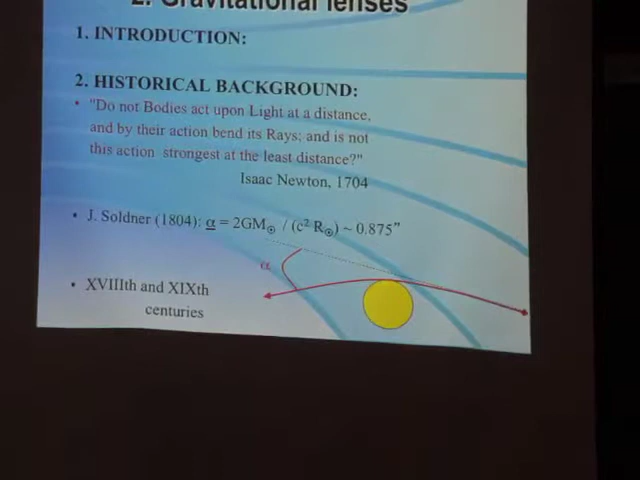 2. Gravitational lenses
1. INTRODUCTION:
2. HISTORICAL BACKGROUND:
• "Do not Bodies act upon Light at a distance,
and by their action bend its Rays; and is not
this action strongest at the least distance?"
Isaac Newton, 1704
• J. Soldner (1804): α = 2GM☉ / (c² R☉) ~ 0.875"
α
• XVIIIth and XIXth
centuries